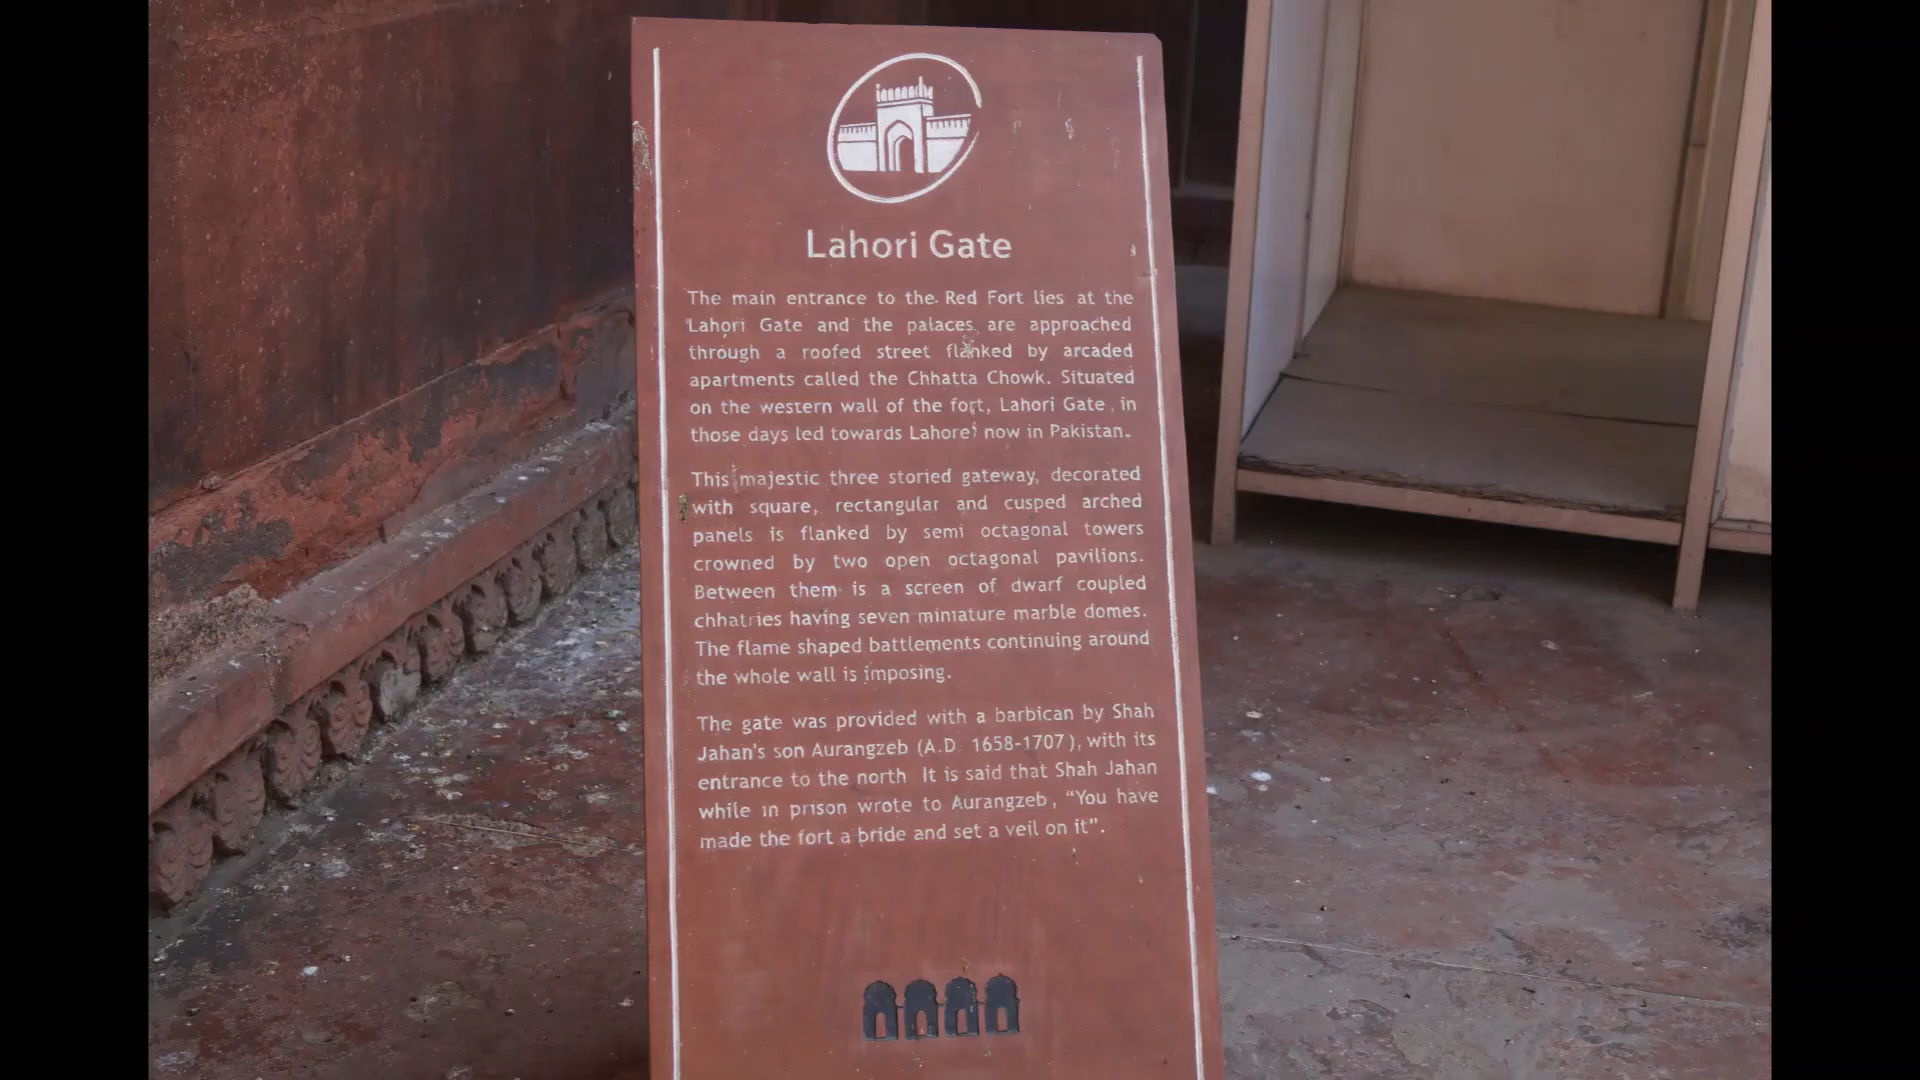 Lahori Gate
The main entrance to the Red Fort lies at the
Lahori Gate and the palaces are approached
through a roofed street flanked by arcaded
apartments called the Chhatta Chowk. Situated
on the western wall of the fort, Lahori Gate, in
those days led towards Lahore, now in Pakistan.
This majestic three storied gateway, decorated
with square, rectangular and cusped arched
panels is flanked by semi octagonal towers
crowned by two open octagonal pavilions.
Between them is a screen of dwarf coupled
chhatries having seven miniature marble domes.
The flame shaped battlements continuing around
the whole wall is imposing.
The gate was provided with a barbican by Shah
Jahan's son Aurangzeb (A.D. 1658-1707), with its
entrance to the north It is said that Shah Jahan
while in prison wrote to Aurangzeb, “You have
made the fort a bride and set a veil on it”.